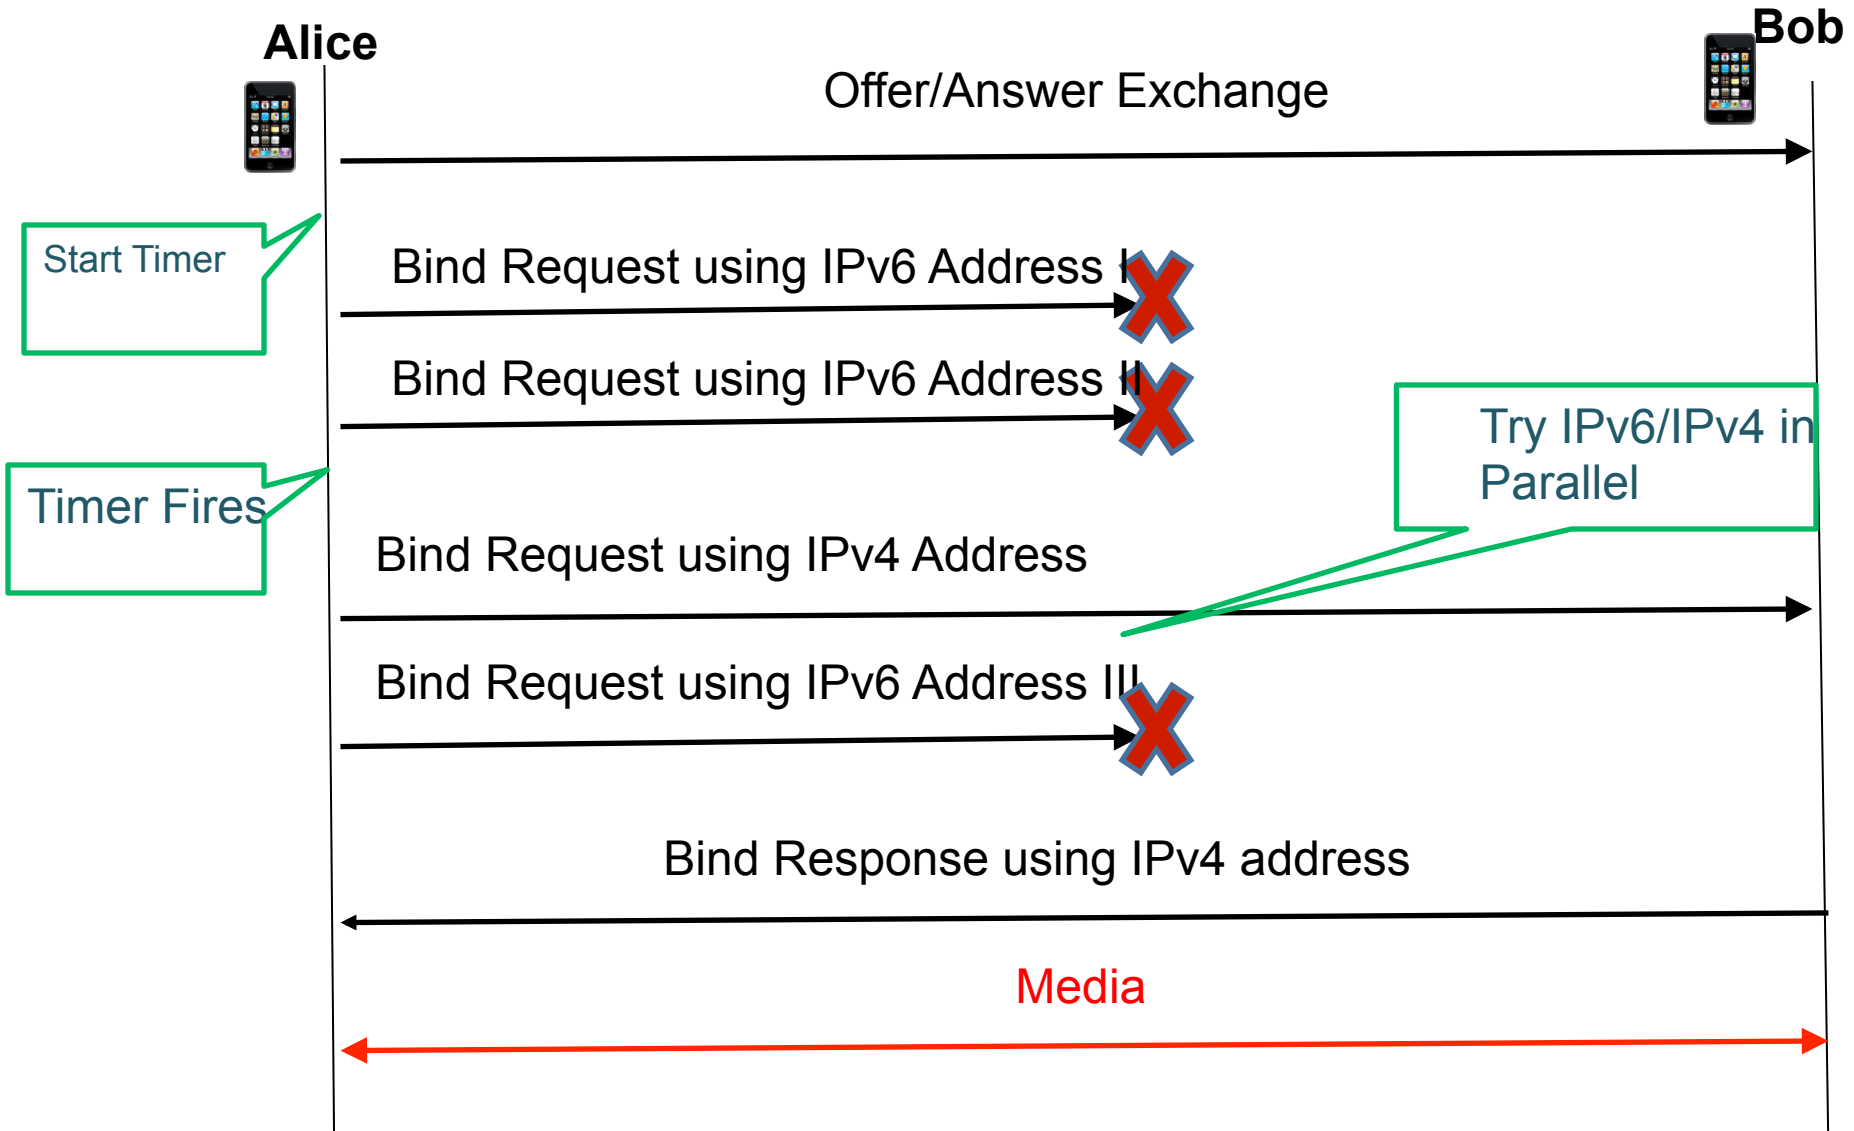 Alice
Bob
Offer/Answer Exchange
Start Timer
Bind Request using IPv6 Address I
Bind Request using IPv6 Address II
Try IPv6/IPv4 in
Parallel
Timer Fires
Bind Request using IPv4 Address
Bind Request using IPv6 Address III
Bind Response using IPv4 address
Media